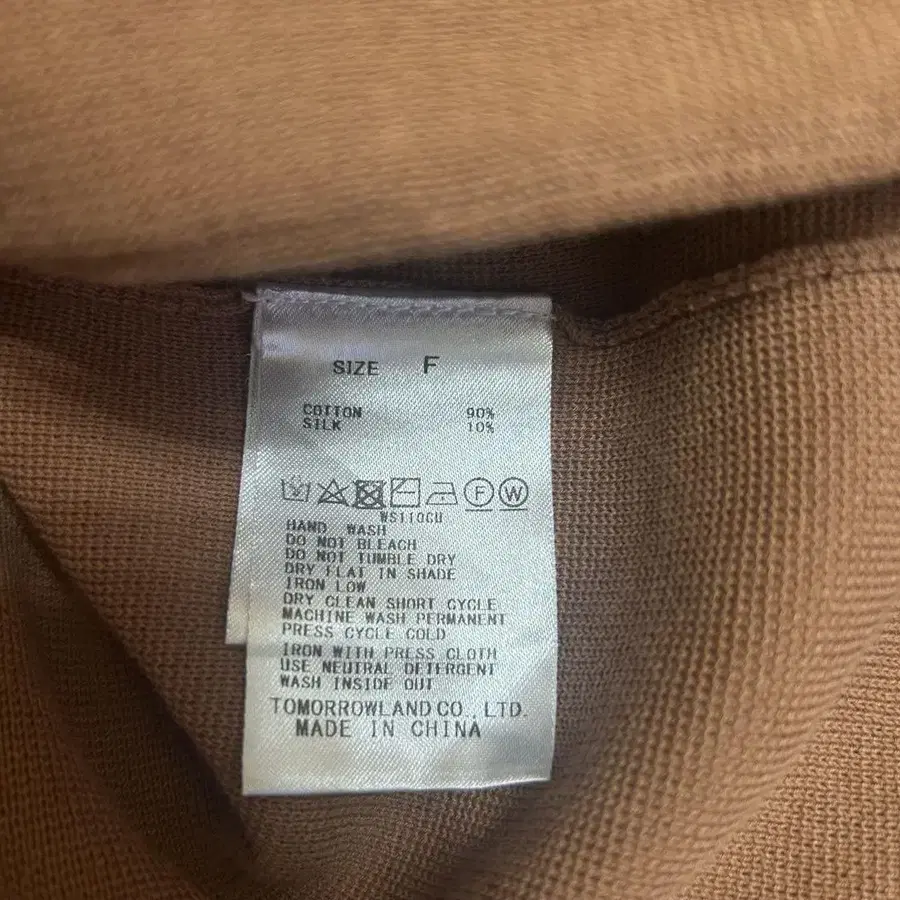 SIZE F
COTTON 90%
SILK 10%
F W
WS110GU
HAND WASH
DO NOT BLEACH
DO NOT TUMBLE DRY
DRY FLAT IN SHADE
IRON LOW
DRY CLEAN SHORT CYCLE
MACHINE WASH PERMANENT
PRESS CYCLE COLD
IRON WITH PRESS CLOTH
USE NEUTRAL DETERGENT
WASH INSIDE OUT
TOMORROWLAND CO., LTD.
MADE IN CHINA